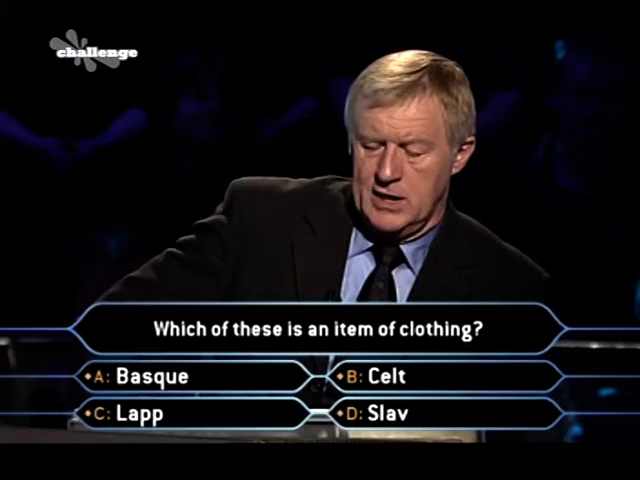 challenge
Which of these is an item of clothing?
A: Basque
B: Celt
C: Lapp
D: Slav